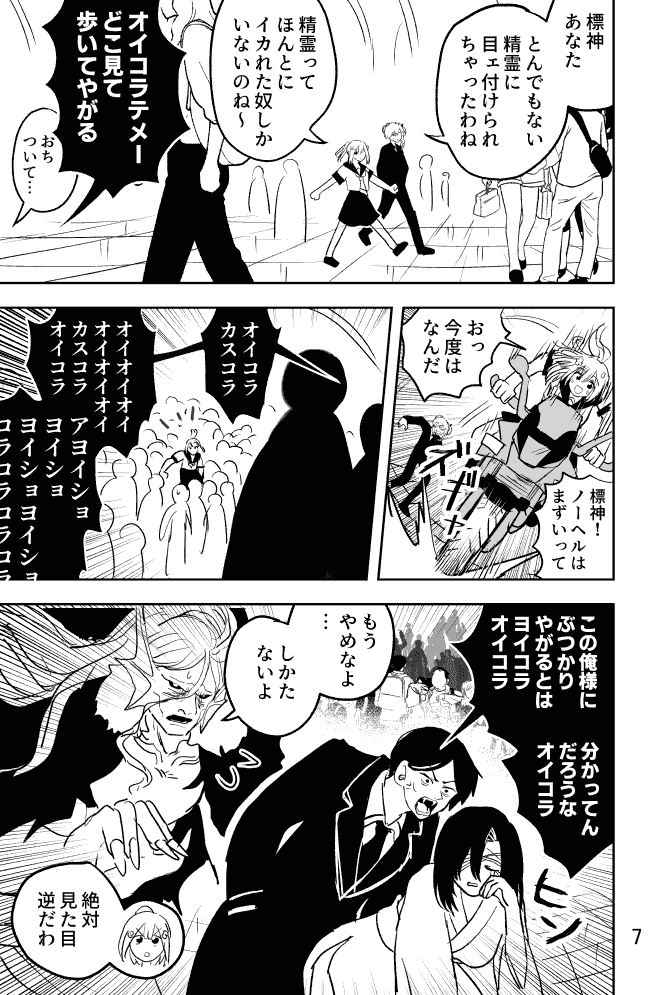 標神
あなた
とんでもない
精霊に
目ェ付けられ
ちゃったわね
精霊って
ほんとに
イカれた奴しか
いないのね～
オイコラテメー
どこ見て
歩いてやがる
おち
ついて…
おっ
今度は
なんだ
標神！
ノーヘルは
まずいって
ギャギャ
オイコラ
カスコラ
オイオイオイ
オイオイオイ
カスコラ
オイコラ
アヨイショ
ヨイショ
ヨイショヨイショ
コラコラコラコラ
この俺様に
ぶつかり
やがるとは
ヨイコラ
オイコラ
分かってん
だろうな
オイコラ
もう
やめなよ
…
しかた
ないよ
ヒン
絶対
見た目
逆だわ
7